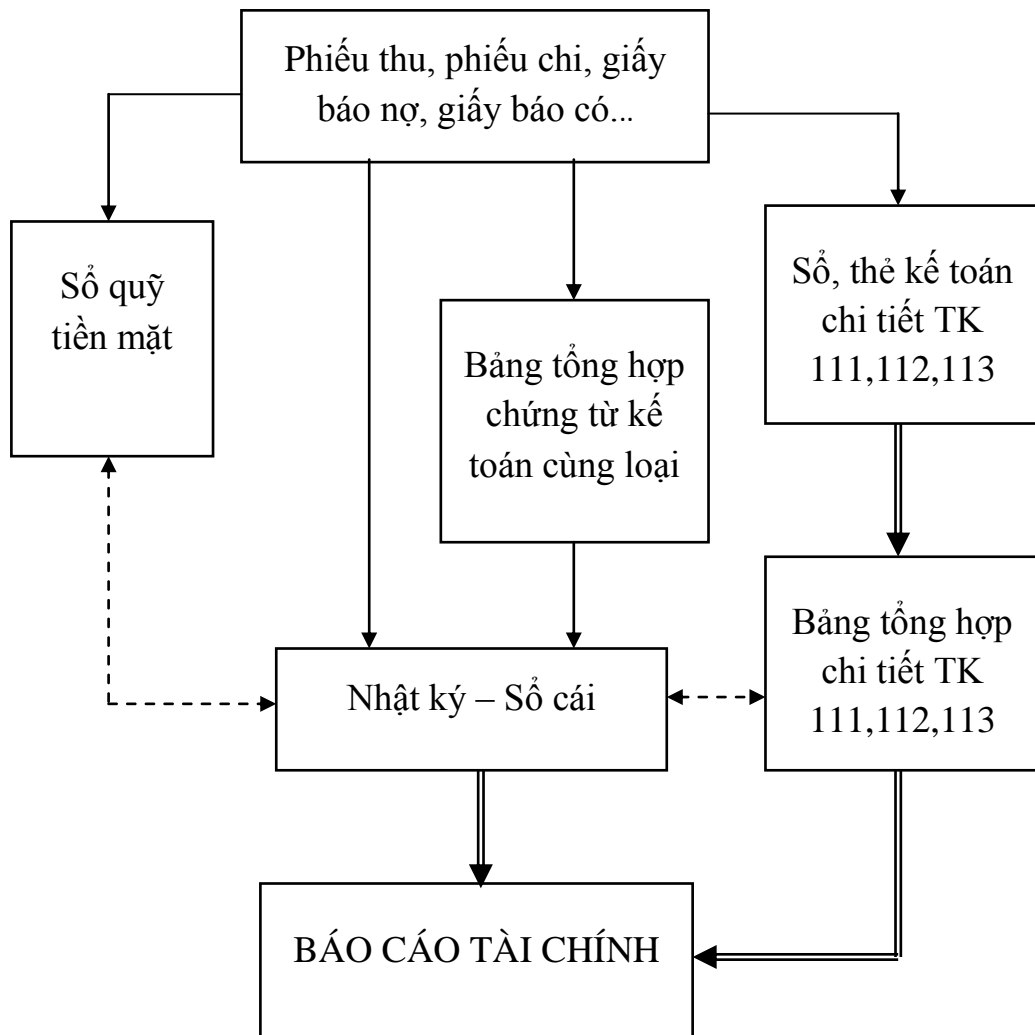 Phiếu thu, phiếu chi, giấy
báo nợ, giấy báo có...
Sổ quỹ
tiền mặt
Bảng tổng hợp
chứng từ kế
toán cùng loại
Sổ, thẻ kế toán
chi tiết TK
111,112,113
Bảng tổng hợp
chi tiết TK
111,112,113
Nhật ký – Sổ cái
BÁO CÁO TÀI CHÍNH